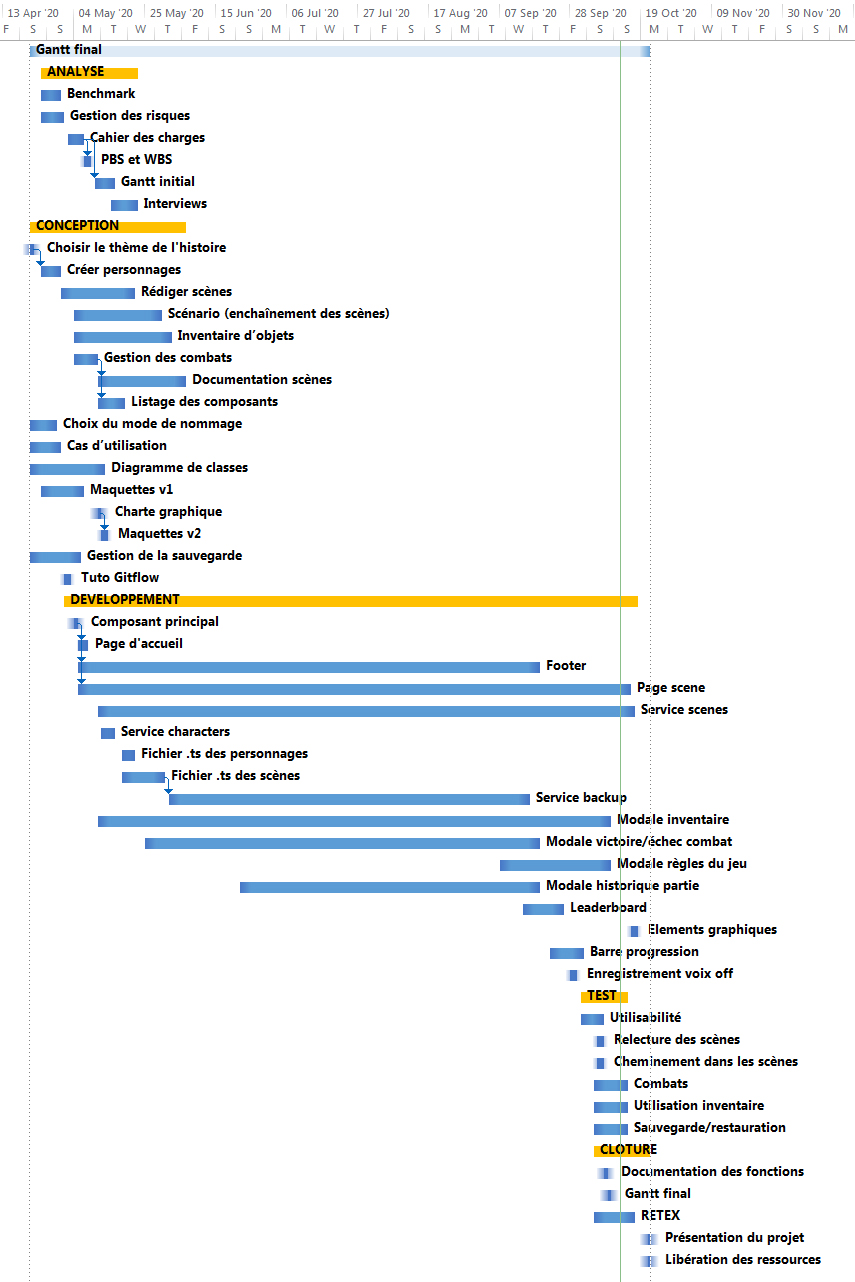 13 Apr '20 04 May '20 25 May '20 15 Jun '20 06 Jul '20 27 Jul '20 17 Aug '20 07 Sep '20 28 Sep '20 19 Oct '20 09 Nov '20 30 Nov '20
F S S M W T F S S M T W T F S S M T W T F S S M T W T F S S M
Gantt final
ANALYSE
Benchmark
Gestion des risques
Cahier des charges
PBS et WBS
Gantt initial
Interviews
CONCEPTION
Choisir le thème de l'histoire
Créer personnages
Rédiger scènes
Scénario (enchaînement des scènes)
Inventaire d’objets
Gestion des combats
Documentation scènes
Listage des composants
Choix du mode de nommage
Cas d’utilisation
Diagramme de classes
Maquettes v1
Charte graphique
Maquettes v2
Gestion de la sauvegarde
Tuto Gitflow
DEVELOPPEMENT
Composant principal
Page d'accueil
Footer
Page scene
Service scenes
Service characters
Fichier .ts des personnages
Fichier .ts des scènes
Service backup
Modale inventaire
Modale victoire/échec combat
Modale règles du jeu
Modale historique partie
Leaderboard
Elements graphiques
Barre progression
Enregistrement voix off
TEST
Utilisabilité
Relecture des scènes
Cheminement dans les scènes
Combats
Utilisation inventaire
Sauvegarde/restauration
CLOTURE
Documentation des fonctions
Gantt final
RETEX
Présentation du projet
Libération des ressources